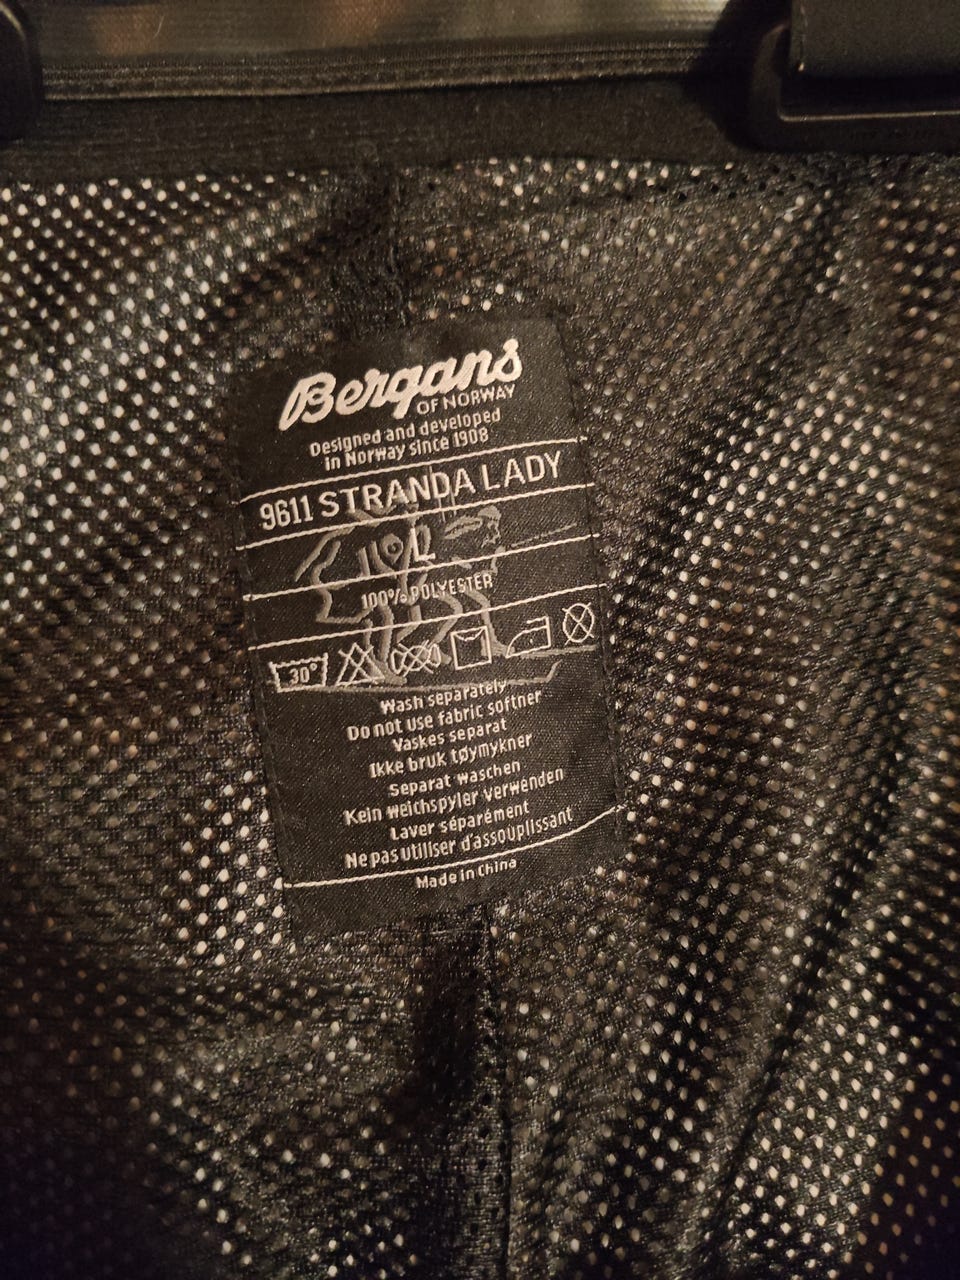 Bergans
OF NORWAY
Designed and developed
in Norway since 1908
9611 STRANDA LADY
L
100% POLYESTER
30°
Wash separately
Do not use fabric softner
Vaskes separat
Ikke bruk tøymykner
Separat waschen
Kein weichspyler verwenden
Laver séparément
Ne pas utiliser d'assouplissant
Made in China